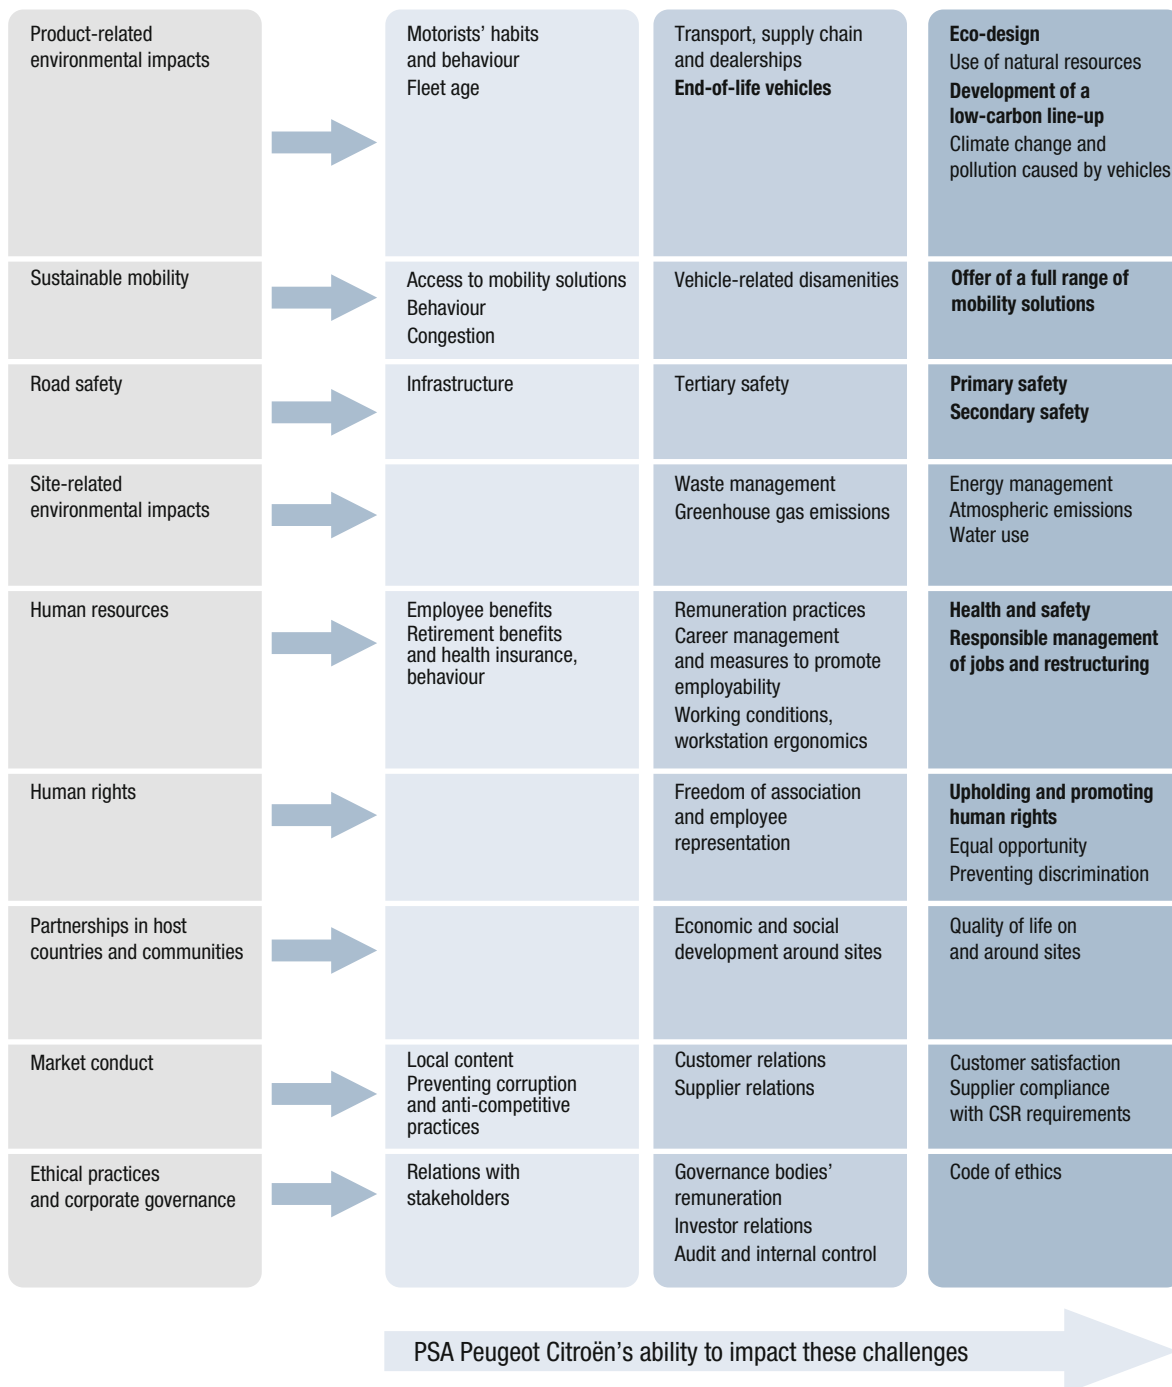 Product-related
environmental impacts
Motorists’ habits
and behaviour
Fleet age
Transport, supply chain
and dealerships
End-of-life vehicles
Eco-design
Use of natural resources
Development of a
low-carbon line-up
Climate change and
pollution caused by vehicles
Sustainable mobility
Access to mobility solutions
Behaviour
Congestion
Vehicle-related disamenities
Offer of a full range of
mobility solutions
Road safety
Infrastructure
Tertiary safety
Primary safety
Secondary safety
Site-related
environmental impacts
Waste management
Greenhouse gas emissions
Energy management
Atmospheric emissions
Water use
Human resources
Employee benefits
Retirement benefits
and health insurance,
behaviour
Remuneration practices
Career management
and measures to promote
employability
Working conditions,
workstation ergonomics
Health and safety
Responsible management
of jobs and restructuring
Human rights
Freedom of association
and employee
representation
Upholding and promoting
human rights
Equal opportunity
Preventing discrimination
Partnerships in host
countries and communities
Economic and social
development around sites
Quality of life on
and around sites
Market conduct
Local content
Preventing corruption
and anti-competitive
practices
Customer relations
Supplier relations
Customer satisfaction
Supplier compliance
with CSR requirements
Ethical practices
and corporate governance
Relations with
stakeholders
Governance bodies’
remuneration
Investor relations
Audit and internal control
Code of ethics
PSA Peugeot Citroën’s ability to impact these challenges